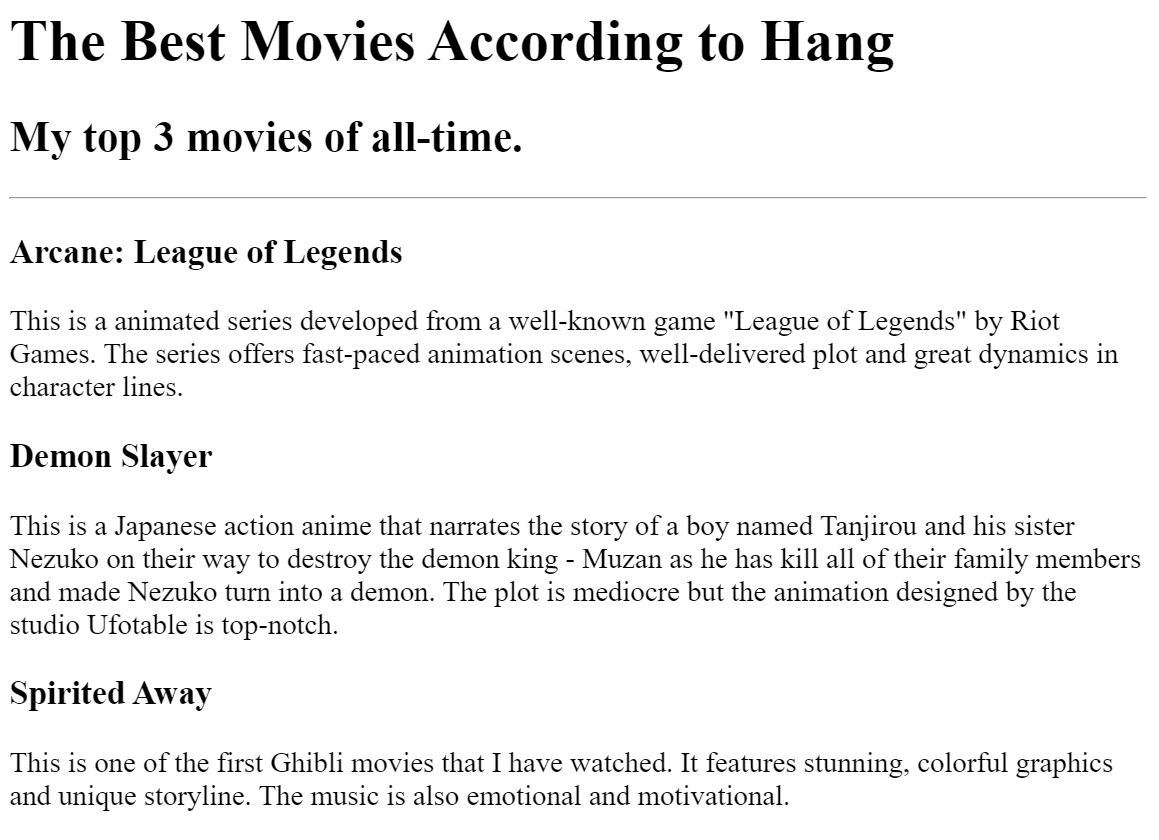 The Best Movies According to Hang
My top 3 movies of all-time.
Arcane: League of Legends
This is a animated series developed from a well-known game "League of Legends" by Riot
Games. The series offers fast-paced animation scenes, well-delivered plot and great dynamics in
character lines.
Demon Slayer
This is a Japanese action anime that narrates the story of a boy named Tanjirou and his sister
Nezuko on their way to destroy the demon king - Muzan as he has kill all of their family members
and made Nezuko turn into a demon. The plot is mediocre but the animation designed by the
studio Ufotable is top-notch.
Spirited Away
This is one of the first Ghibli movies that I have watched. It features stunning, colorful graphics
and unique storyline. The music is also emotional and motivational.